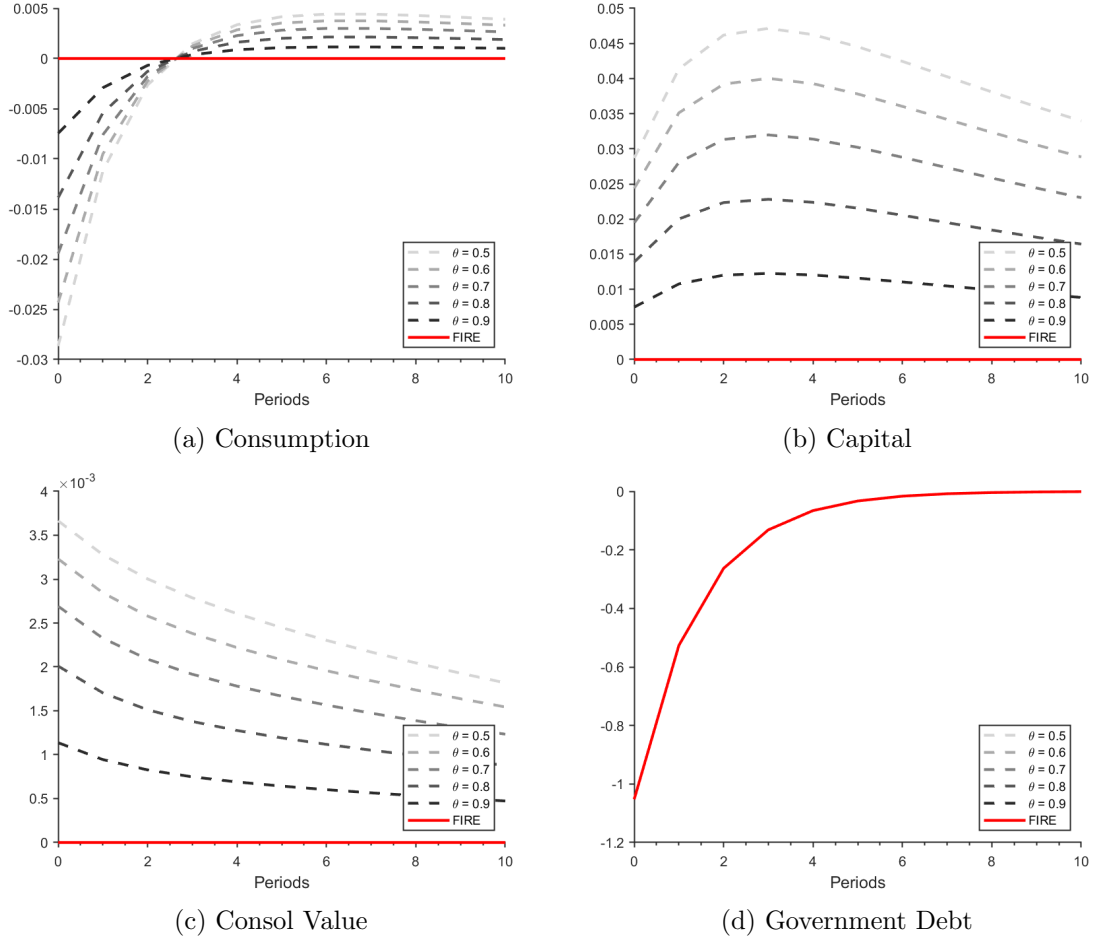 0.005
0
-0.005
-0.01
-0.015
-0.02
-0.025
-0.03
0 2 4 6 8 10
Periods
θ = 0.5
θ = 0.6
θ = 0.7
θ = 0.8
θ = 0.9
FIRE
(a) Consumption
0.05
0.045
0.04
0.035
0.03
0.025
0.02
0.015
0.01
0.005
0
0 2 4 6 8 10
Periods
θ = 0.5
θ = 0.6
θ = 0.7
θ = 0.8
θ = 0.9
FIRE
(b) Capital
×10⁻³
4
3.5
3
2.5
2
1.5
1
0.5
0
0 2 4 6 8 10
Periods
θ = 0.5
θ = 0.6
θ = 0.7
θ = 0.8
θ = 0.9
FIRE
(c) Consol Value
0
-0.2
-0.4
-0.6
-0.8
-1
-1.2
0 2 4 6 8 10
Periods
θ = 0.5
θ = 0.6
θ = 0.7
θ = 0.8
θ = 0.9
FIRE
(d) Government Debt